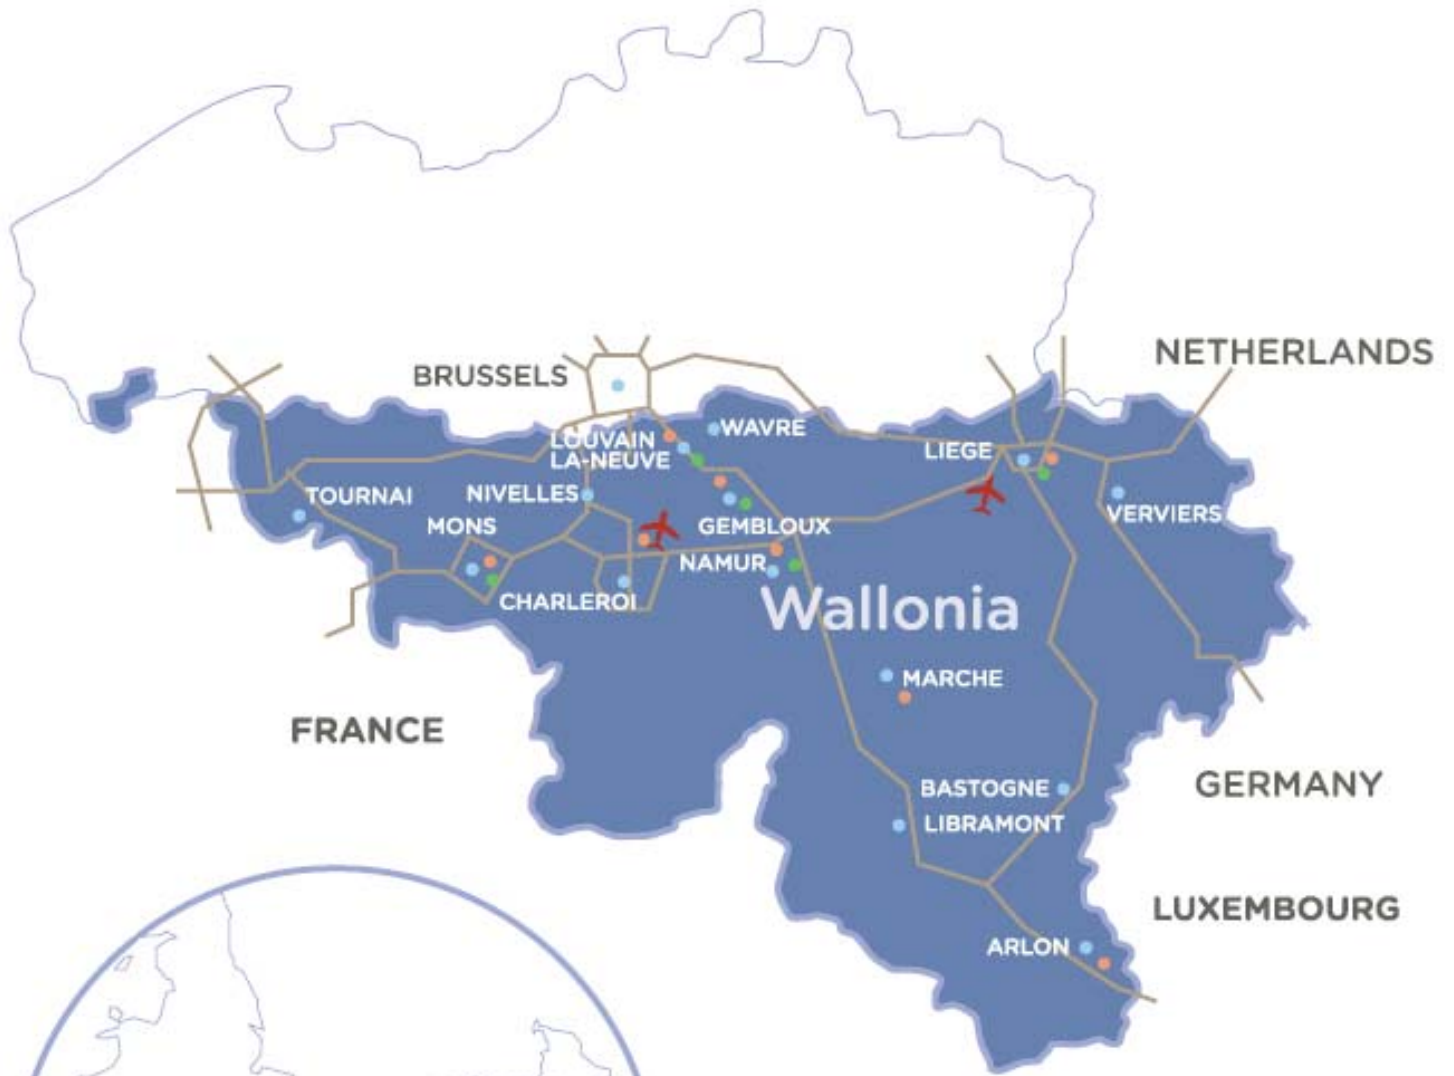 NETHERLANDS
BRUSSELS
WAVRE
LOUVAIN
LA-NEUVE
LIEGE
TOURNAI
NIVELLES
VERVIERS
MONS
GEMBLOUX
NAMUR
CHARLEROI
Wallonia
MARCHE
FRANCE
GERMANY
BASTOGNE
LIBRAMONT
LUXEMBOURG
ARLON